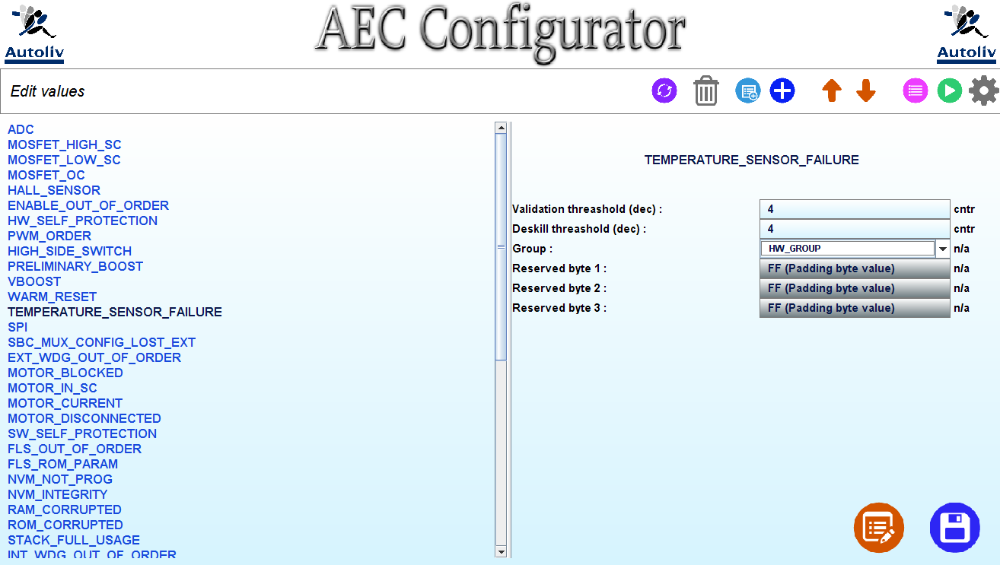 Autoliv
AEC Configurator
Autoliv
Edit values
ADC
MOSFET_HIGH_SC
MOSFET_LOW_SC
MOSFET_OC
HALL_SENSOR
ENABLE_OUT_OF_ORDER
HW_SELF_PROTECTION
PWM_ORDER
HIGH_SIDE_SWITCH
PRELIMINARY_BOOST
VBOOST
WARM_RESET
TEMPERATURE_SENSOR_FAILURE
SPI
SBC_MUX_CONFIG_LOST_EXT
EXT_WDG_OUT_OF_ORDER
MOTOR_BLOCKED
MOTOR_IN_SC
MOTOR_CURRENT
MOTOR_DISCONNECTED
SW_SELF_PROTECTION
FLS_OUT_OF_ORDER
FLS_ROM_PARAM
NVM_NOT_PROG
NVM_INTEGRITY
RAM_CORRUPTED
ROM_CORRUPTED
STACK_FULL_USAGE
INT_WDG_OUT_OF_ORDER
TEMPERATURE_SENSOR_FAILURE
Validation threashold (dec) : 4 cntr
Deskill threashold (dec) : 4 cntr
Group : HW_GROUP n/a
Reserved byte 1 : FF (Padding byte value) n/a
Reserved byte 2 : FF (Padding byte value) n/a
Reserved byte 3 : FF (Padding byte value) n/a